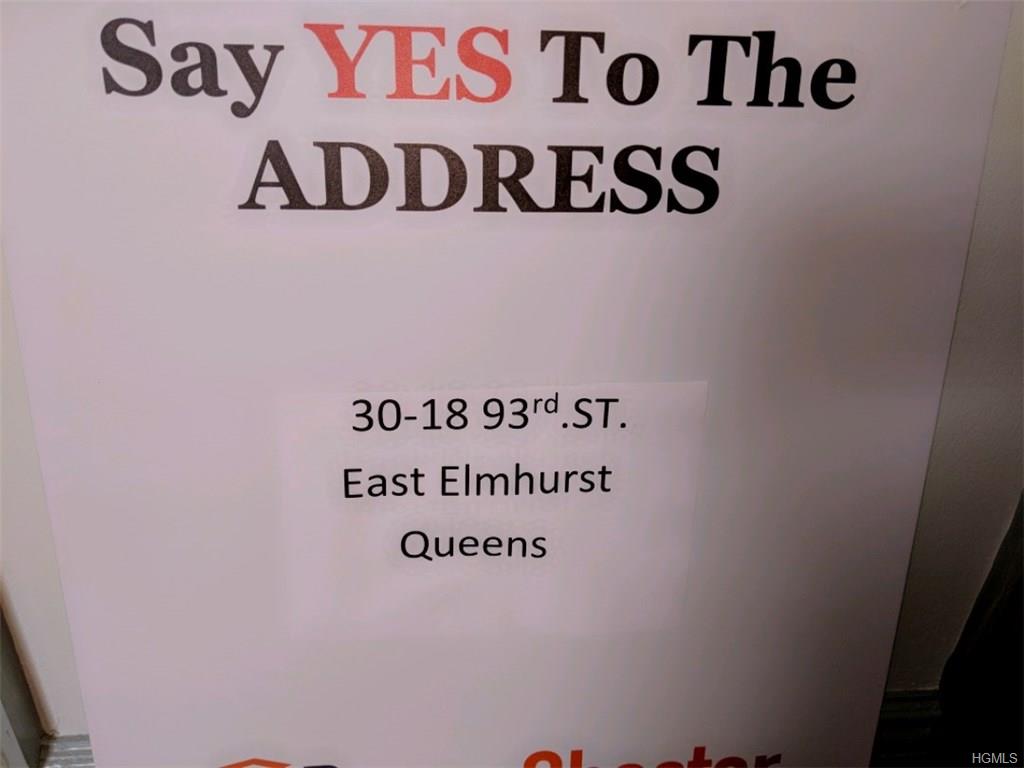 Say YES To The
ADDRESS
30-18 93rd.ST.
East Elmhurst
Queens
HGMLS